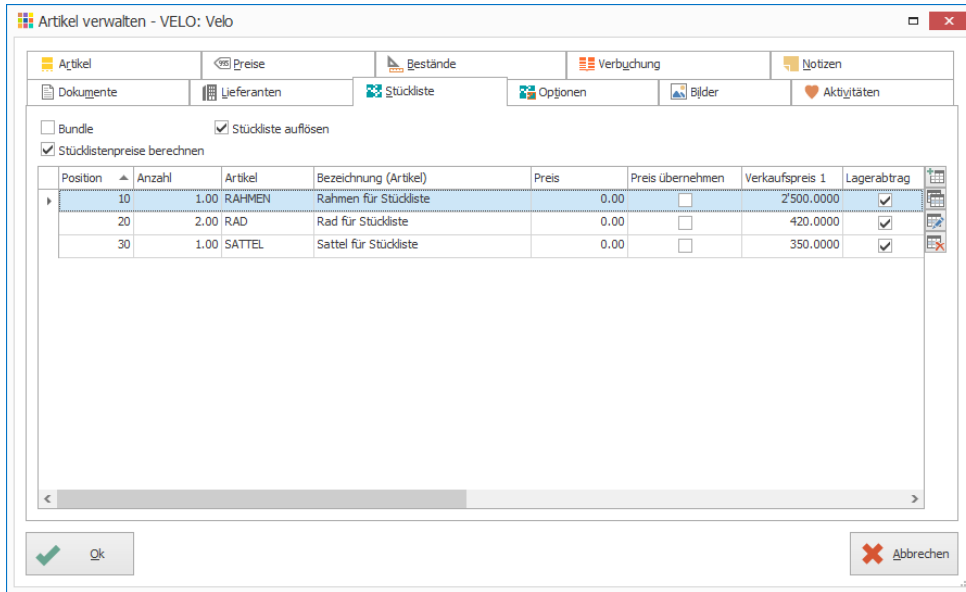 Artikel verwalten - VELO: Velo
Artikel Preise Bestände Verbuchung Notizen
Dokumente Lieferanten Stückliste Optionen Bilder Aktivitäten
Bundle Stückliste auflösen
Stücklistenpreise berechnen
Position Anzahl Artikel Bezeichnung (Artikel) Preis Preis übernehmen Verkaufspreis 1 Lagerabtrag
10 1.00 RAHMEN Rahmen für Stückliste 0.00 2'500.0000
20 2.00 RAD Rad für Stückliste 0.00 420.0000
30 1.00 SATTEL Sattel für Stückliste 0.00 350.0000
Ok Abbrechen